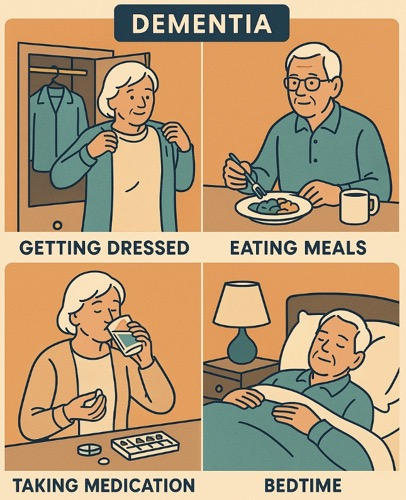 DEMENTIA
GETTING DRESSED
EATING MEALS
TAKING MEDICATION
BEDTIME